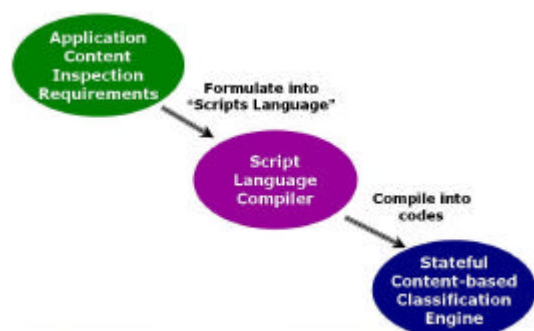 Application
Content
Inspection
Requirements
Formulate into
"Scripts Language"
Script
Language
Compiler
Compile into
codes
Stateful
Content-based
Classification
Engine